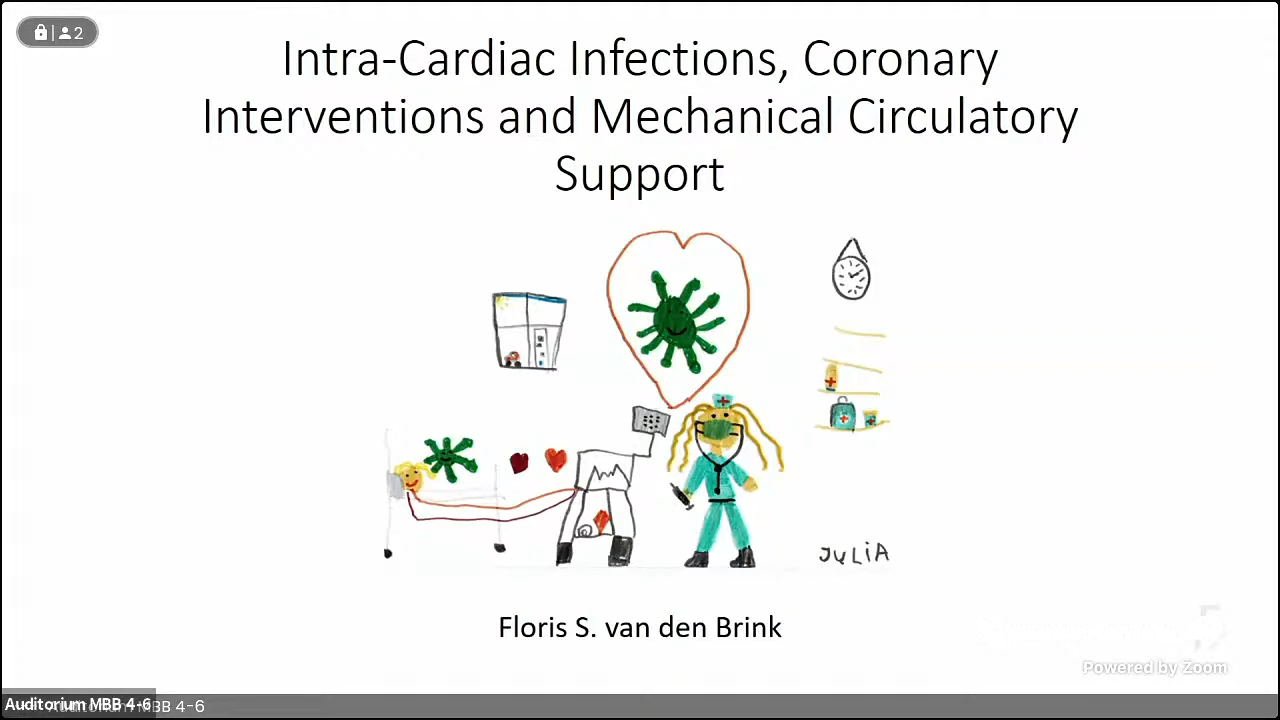 2
Intra-Cardiac Infections, Coronary
Interventions and Mechanical Circulatory
Support
JULiA
Floris S. van den Brink
Powered by Zoom
Auditorium MBB 4-6